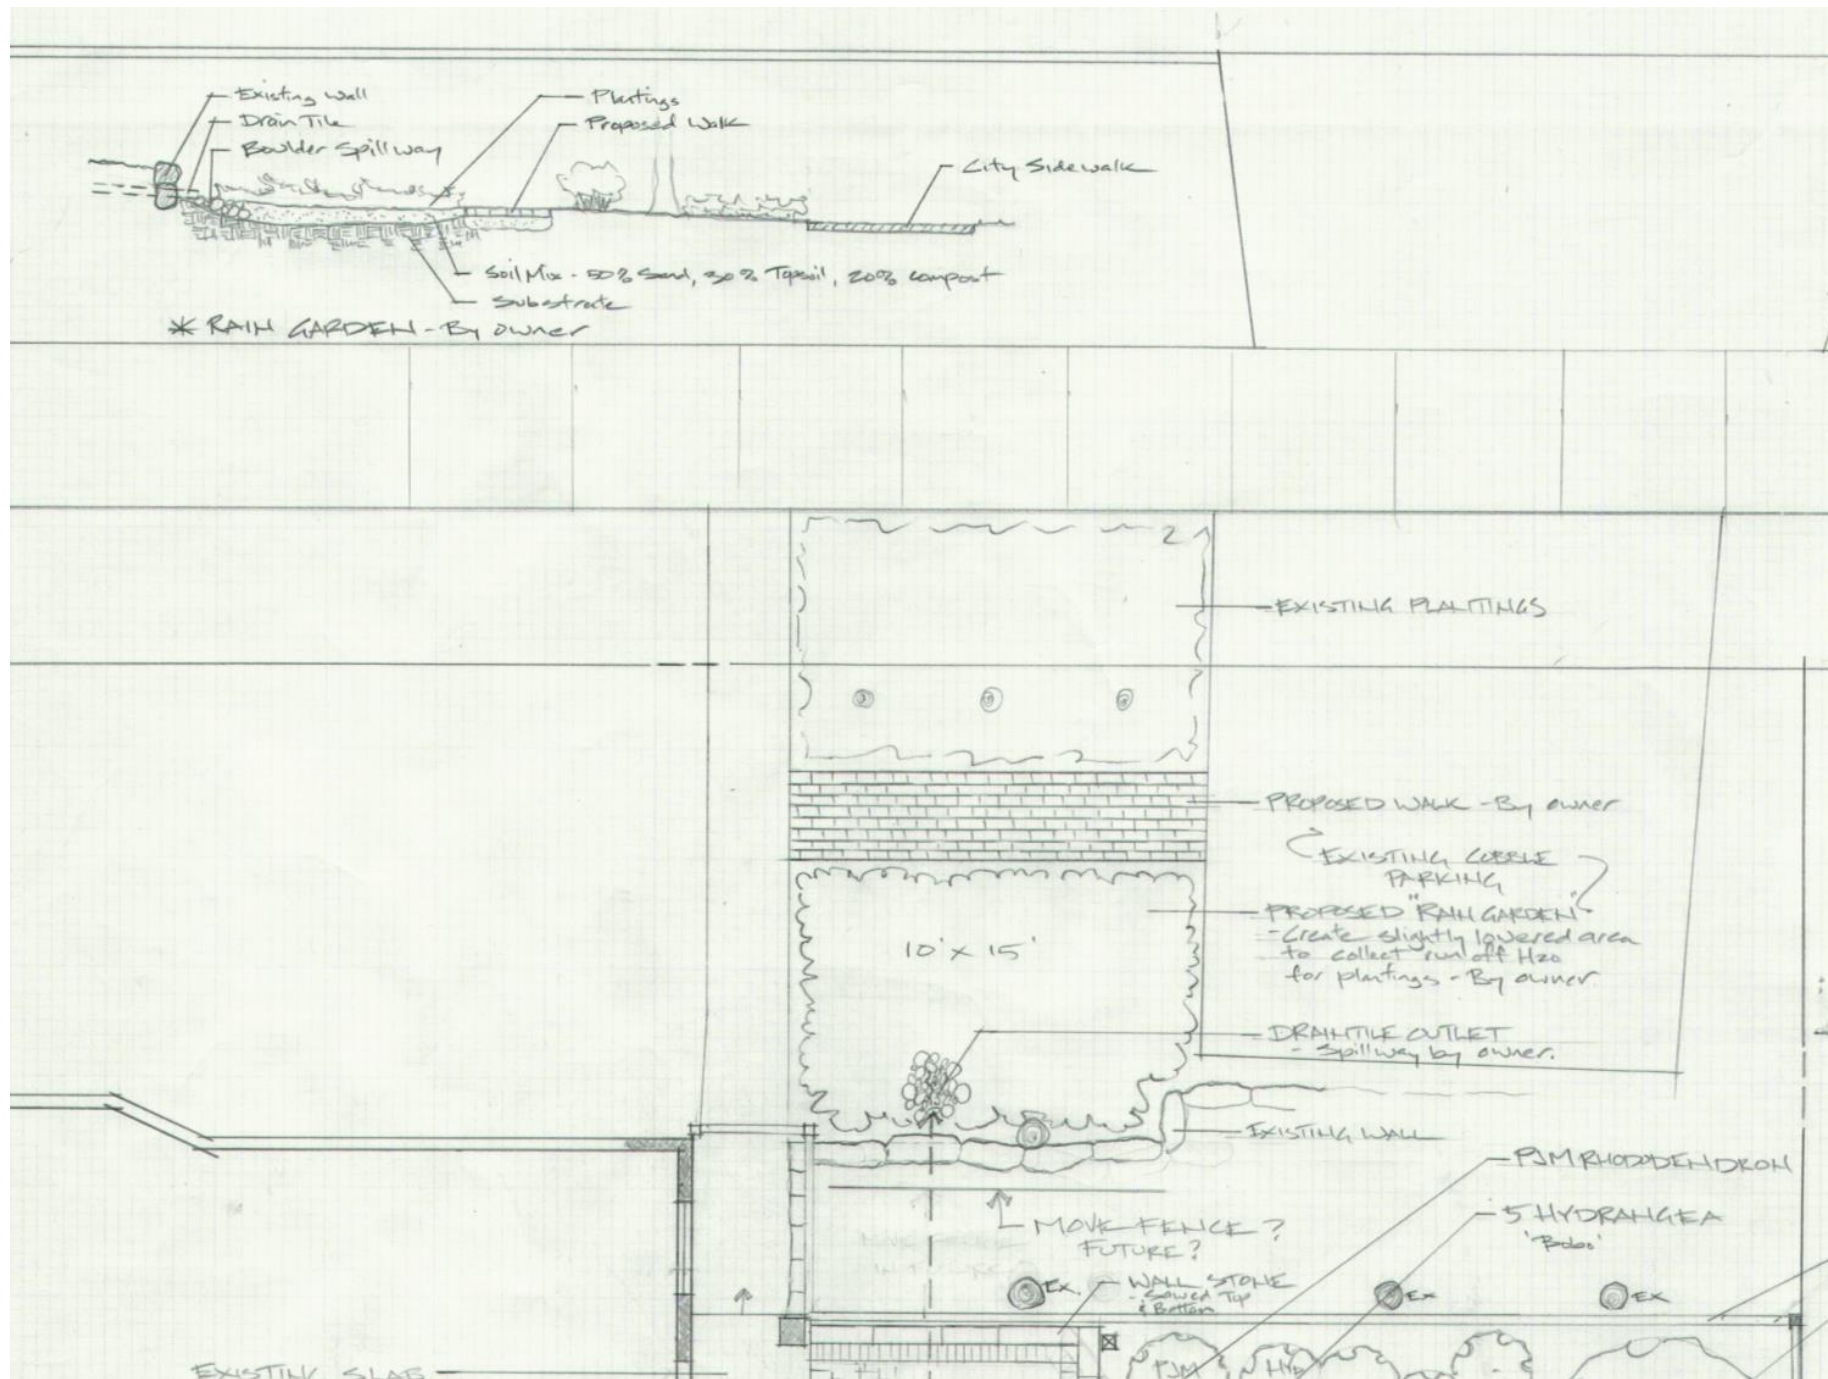 Existing Wall
Drain Tile
Boulder Spillway
Plantings
Proposed Walk
City Sidewalk
Soil Mix - 50% Sand, 30% Topsoil, 20% compost
Substrate
* RAIN GARDEN - By owner
EXISTING PLANTINGS
PROPOSED WALK - By owner
EXISTING COBBLE
PARKING
PROPOSED "RAIN GARDEN"
- Create slightly lowered area
to collect run off H2O
for plantings - By owner
10' x 15'
DRAINTILE OUTLET
- Spillway by owner.
EXISTING WALL
PJM RHODODENDRON
5 HYDRANGEA
'Bobo'
MOVE FENCE?
FUTURE?
WALL STONE
- Sawed Top
& Bottom
Ex.
Ex
Ex
PJM
HYD
EXISTING SLAB